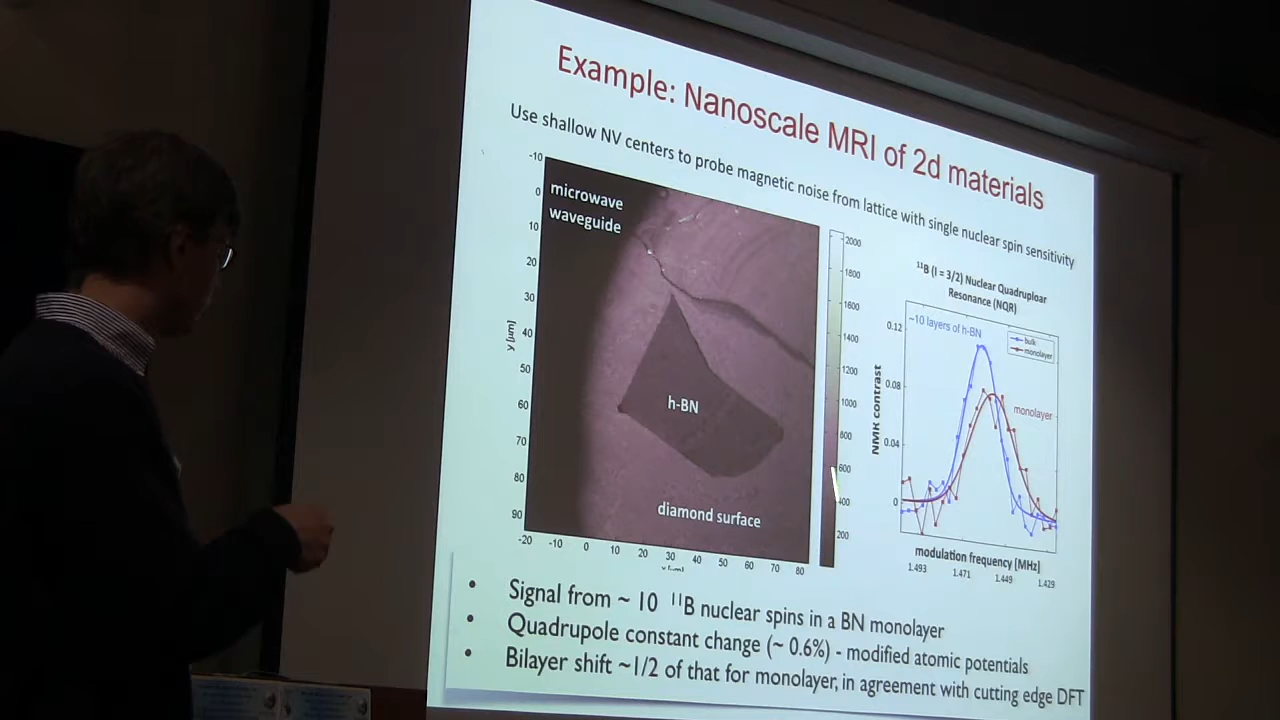 Example: Nanoscale MRI of 2d materials
Use shallow NV centers to probe magnetic noise from lattice with single nuclear spin sensitivity
microwave
waveguide
h-BN
diamond surface
y [µm]
-10
0
10
20
30
40
50
60
70
80
90
-20 -10 0 10 20 30 40 50 60 70 80
2000
1800
1600
1400
1200
1000
800
600
400
200
¹¹B (I = 3/2) Nuclear Quadruploar
Resonance (NQR)
~10 layers of h-BN
bulk
monolayer
monolayer
NMK contrast
0.12
0.08
0.04
0
modulation frequency [MHz]
1.493 1.471 1.449 1.429
• Signal from ~ 10 ¹¹B nuclear spins in a BN monolayer
• Quadrupole constant change (~ 0.6%) - modified atomic potentials
• Bilayer shift ~1/2 of that for monolayer, in agreement with cutting edge DFT